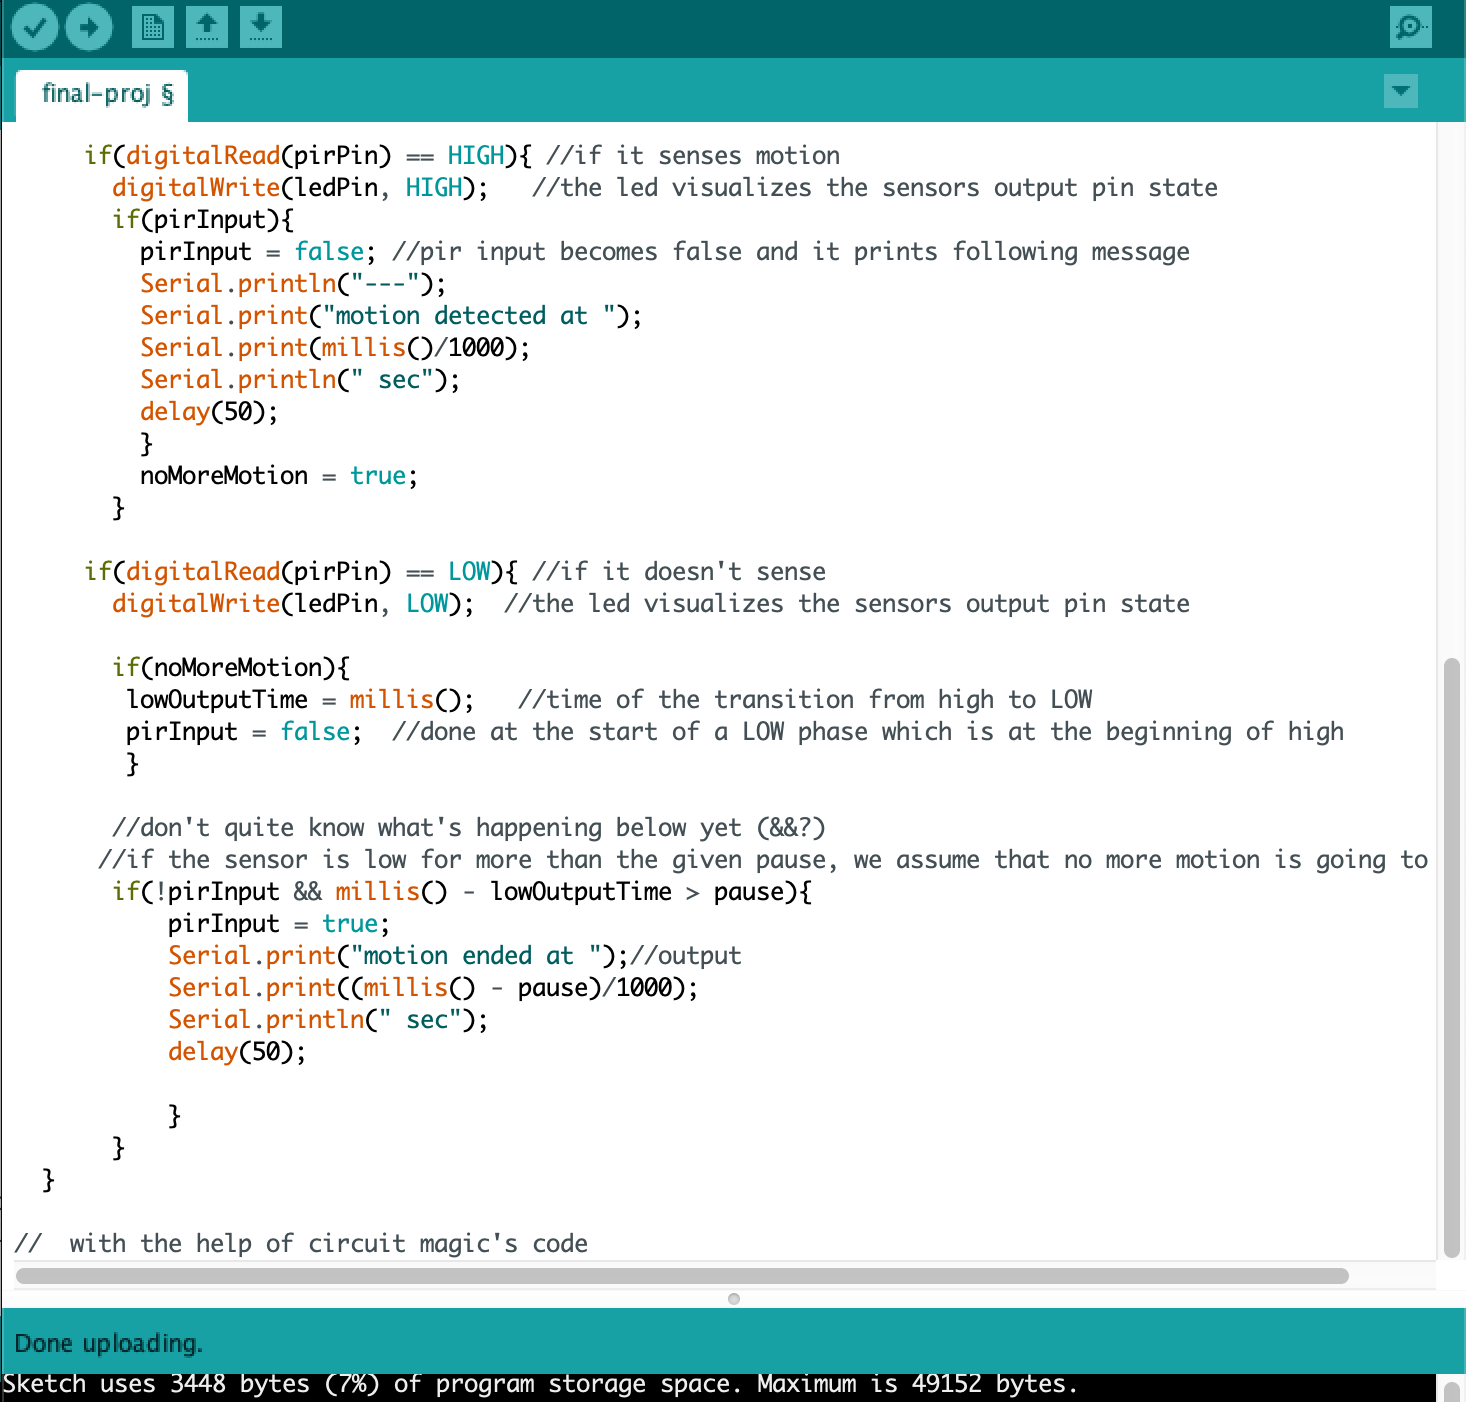 final-proj §
if(digitalRead(pirPin) == HIGH){ //if it senses motion
digitalWrite(ledPin, HIGH);   //the led visualizes the sensors output pin state
if(pirInput){
pirInput = false; //pir input becomes false and it prints following message
Serial.println("---");
Serial.print("motion detected at ");
Serial.print(millis()/1000);
Serial.println(" sec");
delay(50);
}
noMoreMotion = true;
}
if(digitalRead(pirPin) == LOW){ //if it doesn't sense
digitalWrite(ledPin, LOW);  //the led visualizes the sensors output pin state
if(noMoreMotion){
lowOutputTime = millis();   //time of the transition from high to LOW
pirInput = false;  //done at the start of a LOW phase which is at the beginning of high
}
//don't quite know what's happening below yet (&&?)
//if the sensor is low for more than the given pause, we assume that no more motion is going to
if(!pirInput && millis() - lowOutputTime > pause){
pirInput = true;
Serial.print("motion ended at ");//output
Serial.print((millis() - pause)/1000);
Serial.println(" sec");
delay(50);
}
}
}
//  with the help of circuit magic's code
Done uploading.
Sketch uses 3448 bytes (7%) of program storage space. Maximum is 49152 bytes.